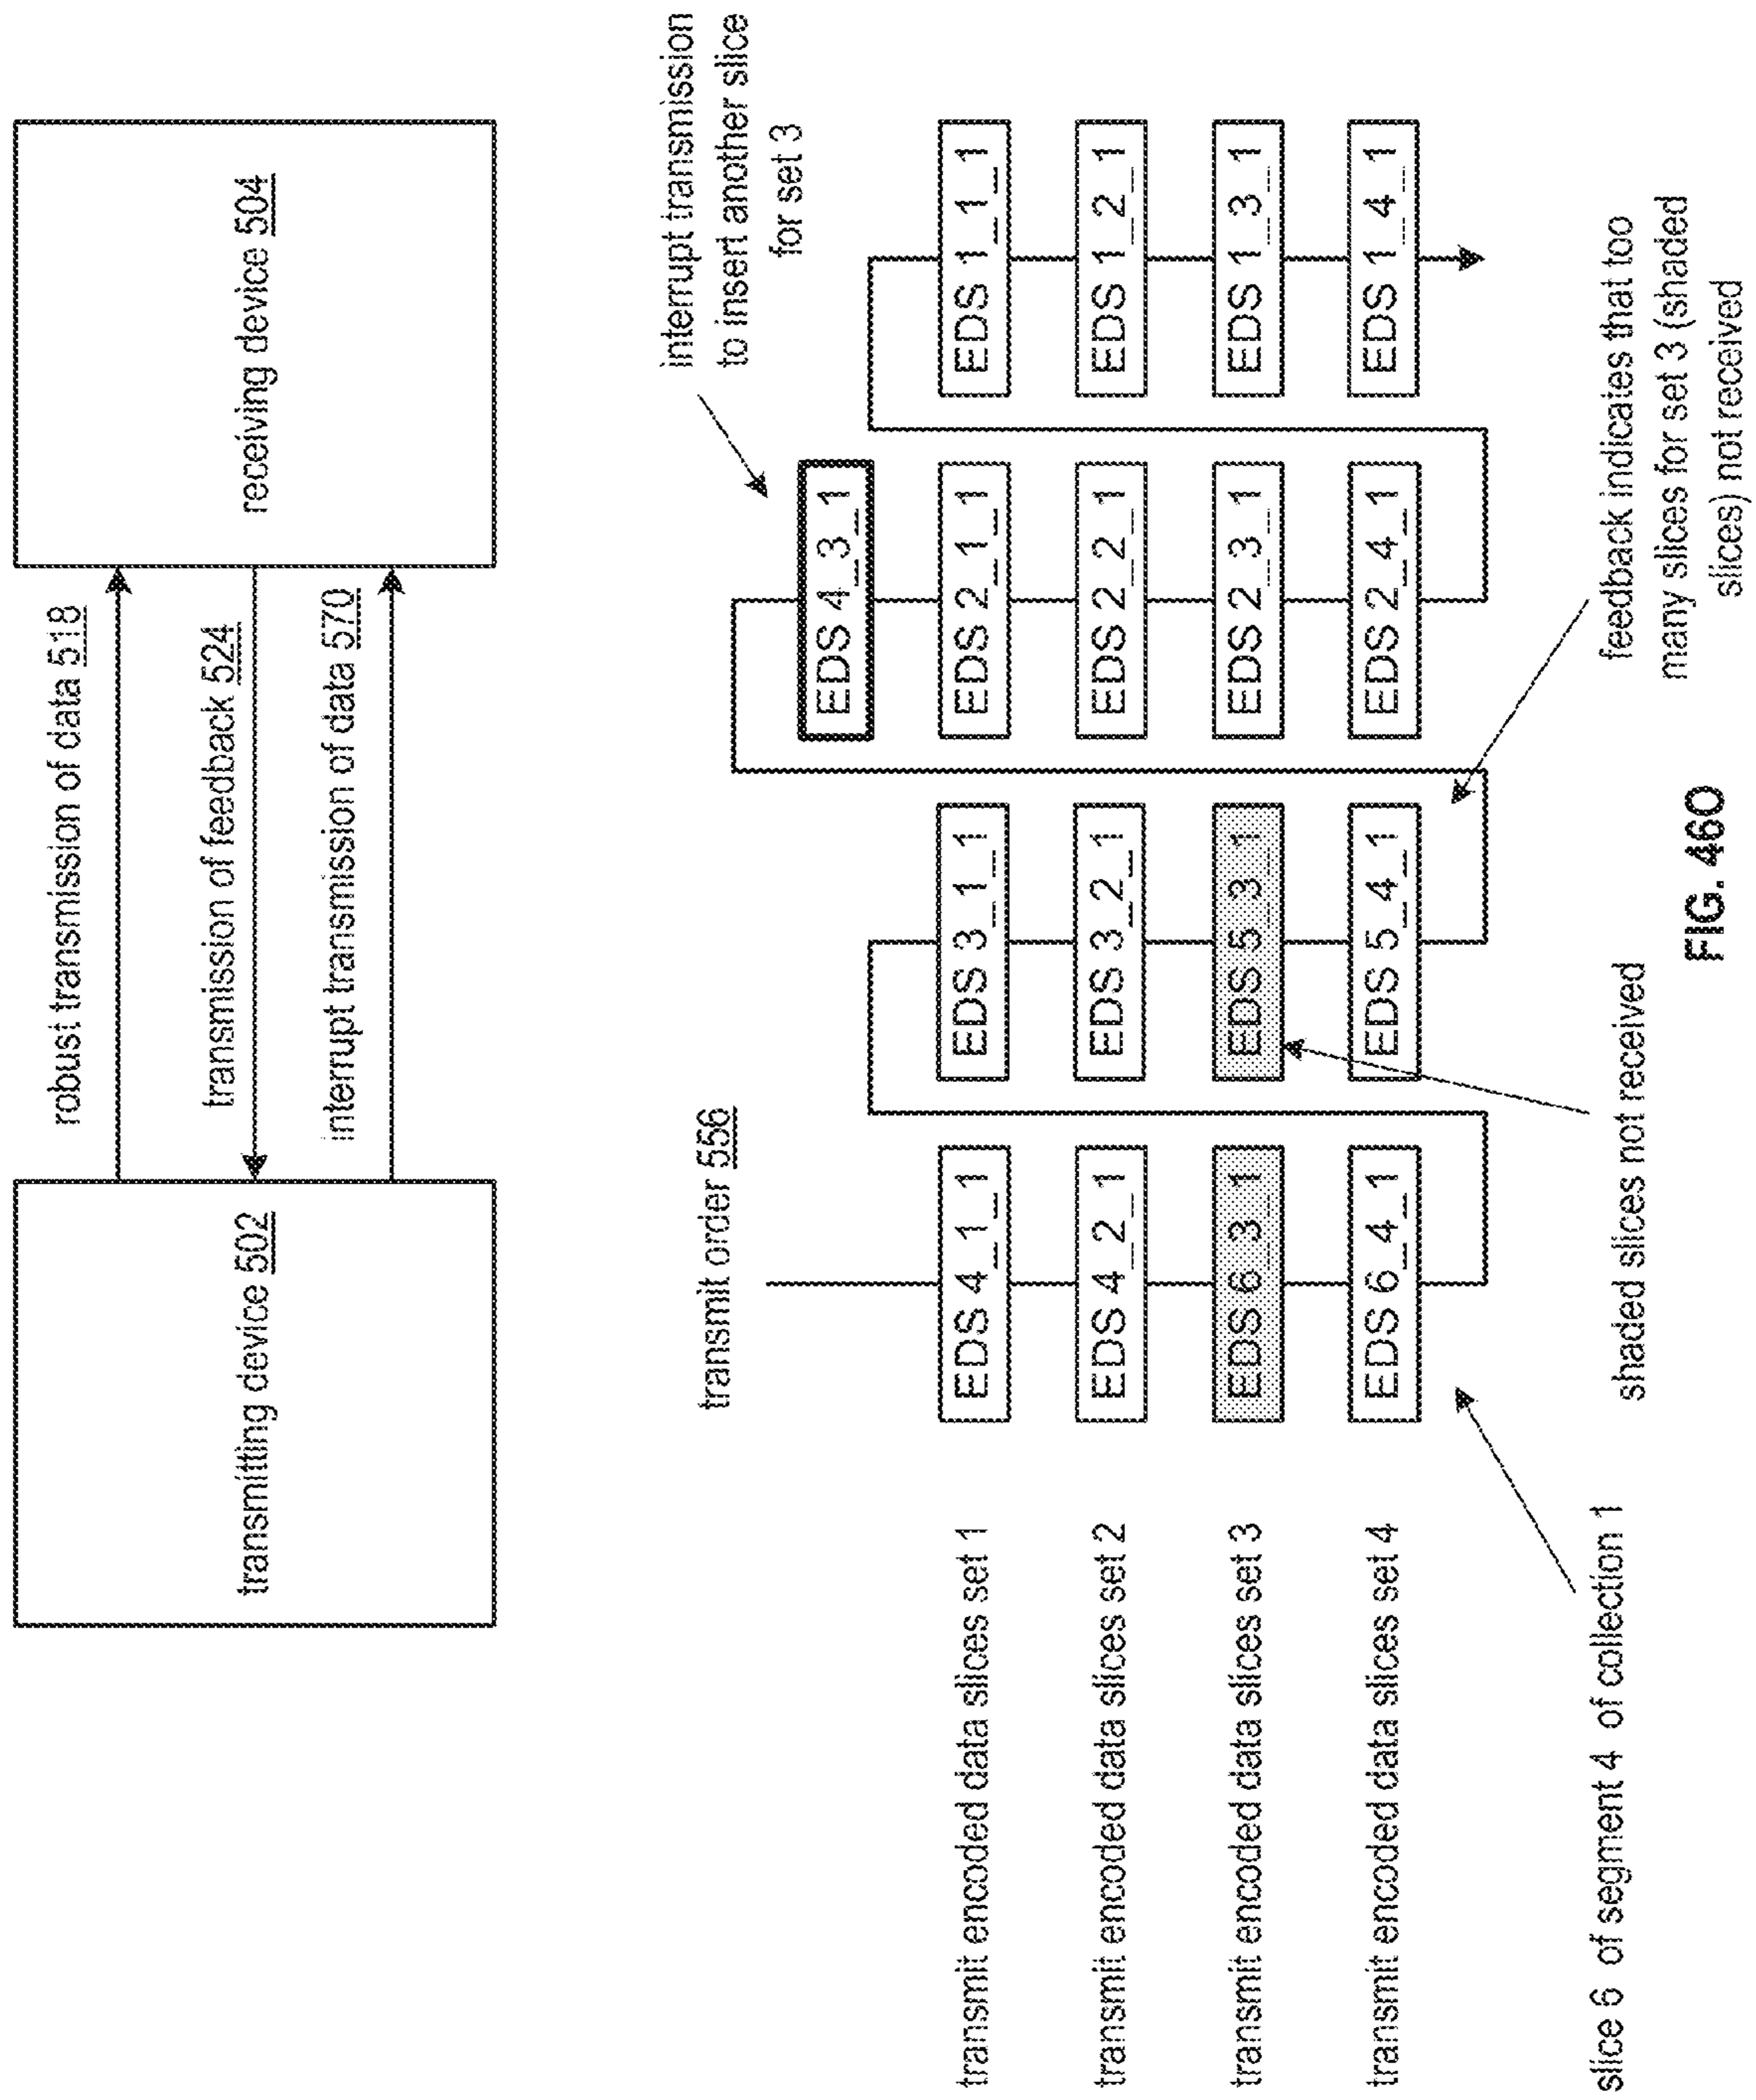 transmitting device 502
robust transmission of data 518
transmission of feedback 524
interrupt transmission of data 570
receiving device 504
transmit order 556
interrupt transmission
to insert another slice
for set 3
EDS 4_3_1
transmit encoded data slices set 1
EDS 4_1_1
EDS 3_1_1
EDS 2_1_1
EDS 1_1_1
transmit encoded data slices set 2
EDS 4_2_1
EDS 3_2_1
EDS 2_2_1
EDS 1_2_1
transmit encoded data slices set 3
EDS 6_3_1
EDS 5_3_1
EDS 2_3_1
EDS 1_3_1
transmit encoded data slices set 4
EDS 6_4_1
EDS 5_4_1
EDS 2_4_1
EDS 1_4_1
slice 6 of segment 4 of collection 1
shaded slices not received
feedback indicates that too
many slices for set 3 (shaded
slices) not received
FIG. 46O